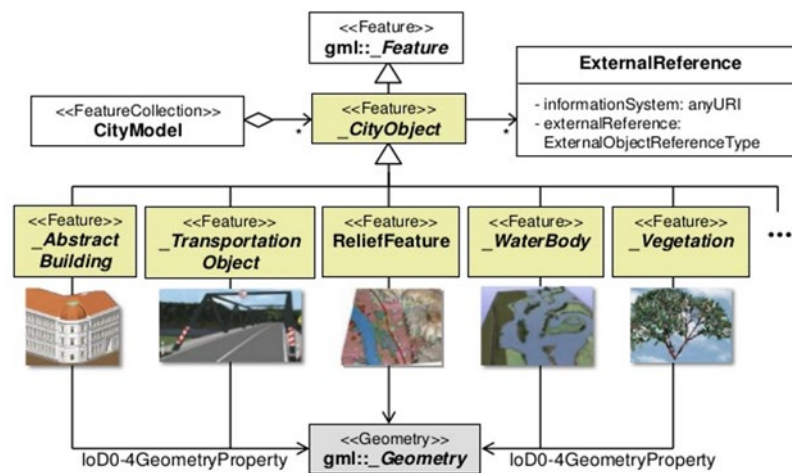 <<Feature>>
gml::_Feature
<<FeatureCollection>>
CityModel
*
<<Feature>>
_CityObject
*
ExternalReference
- informationSystem: anyURI
- externalReference:
ExternalObjectReferenceType
<<Feature>>
_Abstract
Building
<<Feature>>
_Transportation
Object
<<Feature>>
ReliefFeature
<<Feature>>
_WaterBody
<<Feature>>
_Vegetation
...
loD0-4GeometryProperty
<<Geometry>>
gml::_Geometry
loD0-4GeometryProperty